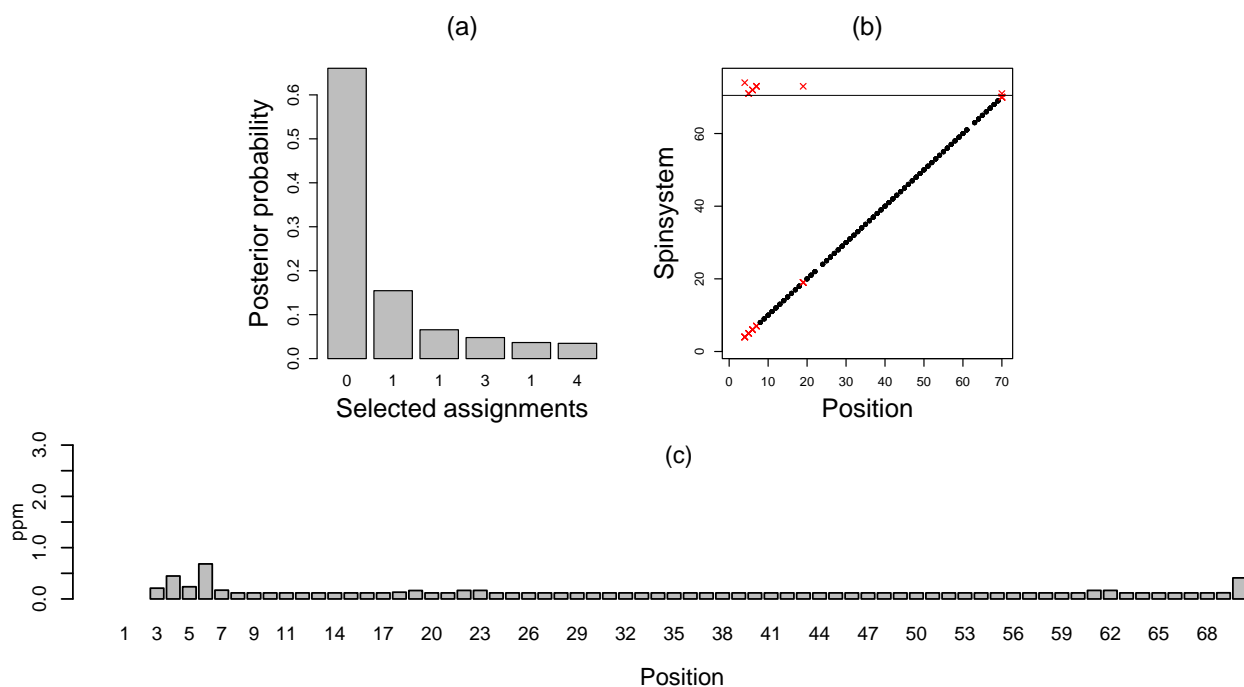 (a)
Posterior probability
0.0 0.1 0.2 0.3 0.4 0.5 0.6
0 1 1 3 1 4
Selected assignments
(b)
Spinsystem
0 20 40 60
0 10 20 30 40 50 60 70
Position
(c)
ppm
0.0 1.0 2.0 3.0
1 3 5 7 9 11 14 17 20 23 26 29 32 35 38 41 44 47 50 53 56 59 62 65 68
Position